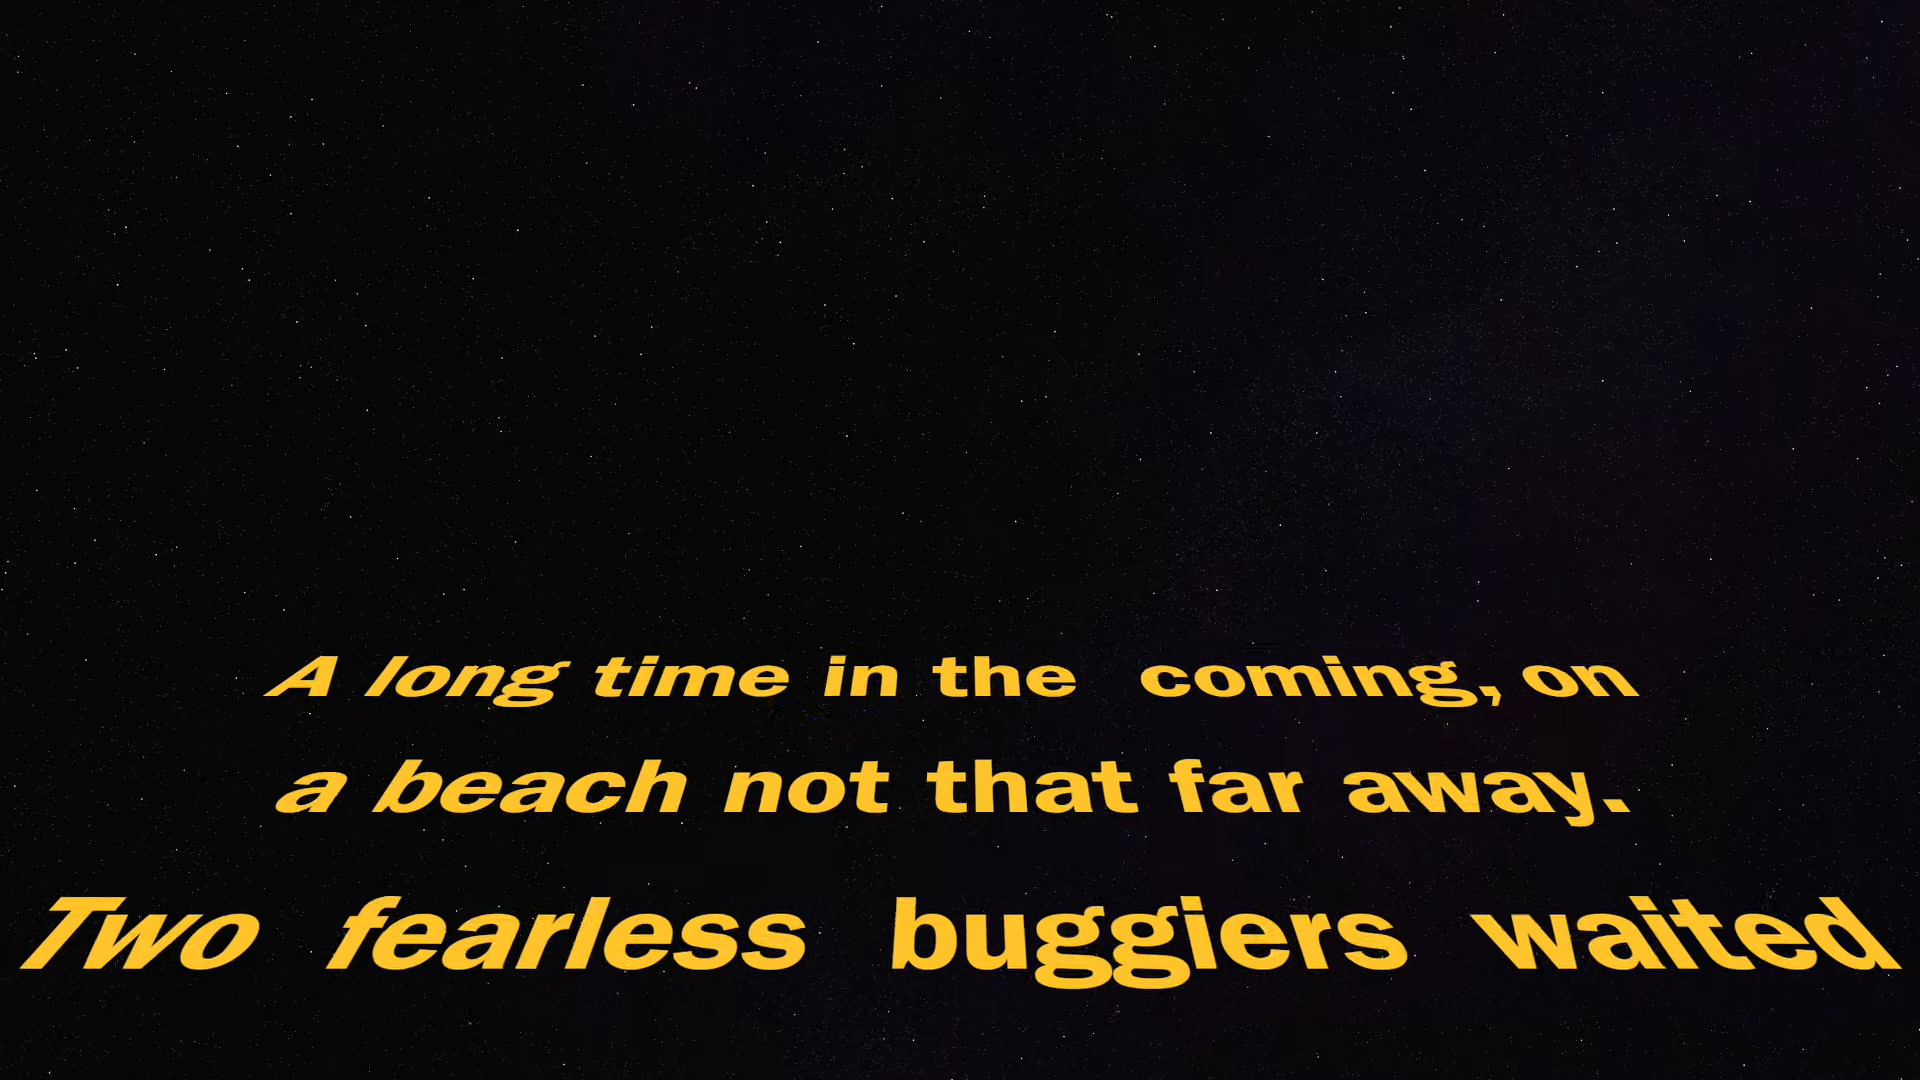 A long time in the coming, on
a beach not that far away.
Two fearless buggiers waited